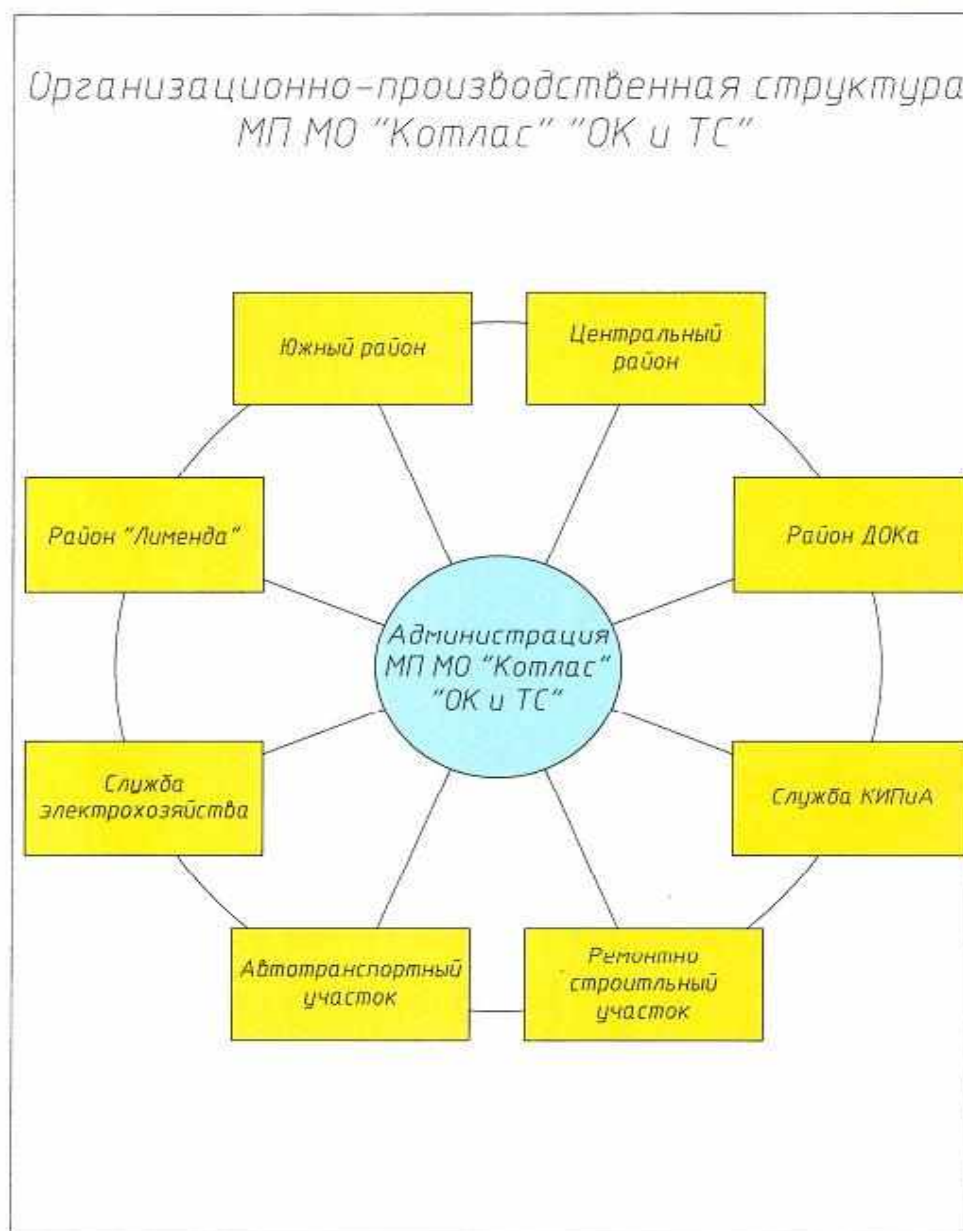 Организационно-производственная структура
МП МО "Котлас" "ОК и ТС"
Южный район
Центральный
район
Район "Лименда"
Район ДОКа
Администрация
МП МО "Котлас"
"ОК и ТС"
Служба
электрохозяйства
Служба КИПиА
Автотранспортный
участок
Ремонтно
строитльный
участок